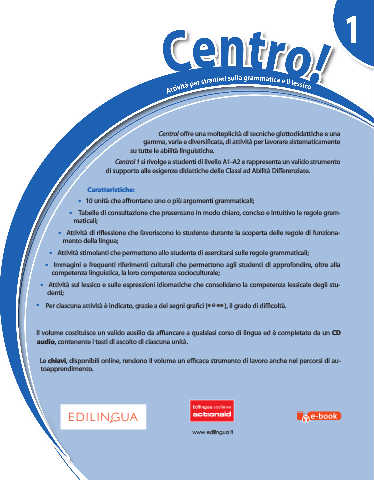 1
Centro!
Attività per stranieri sulla grammatica e il lessico
Centro! offre una molteplicità di tecniche glottodidattiche e una
gamma, varia e diversificata, di attività per lavorare sistematicamente
su tutte le abilità linguistiche.
Centro! 1 si rivolge a studenti di livello A1-A2 e rappresenta un valido strumento
di supporto alle esigenze didattiche delle Classi ad Abilità Differenziate.
Caratteristiche:
• 10 unità che affrontano uno o più argomenti grammaticali;
• Tabelle di consultazione che presentano in modo chiaro, conciso e intuitivo le regole gram-
maticali;
• Attività di riflessione che favoriscono lo studente durante la scoperta delle regole di funziona-
mento della lingua;
• Attività stimolanti che permettono allo studente di esercitarsi sulle regole grammaticali;
• Immagini e frequenti riferimenti culturali che permettono agli studenti di approfondire, oltre alla
competenza linguistica, la loro competenza socioculturale;
• Attività sul lessico e sulle espressioni idiomatiche che consolidano la competenza lessicale degli stu-
denti;
• Per ciascuna attività è indicato, grazie a dei segni grafici (), il grado di difficoltà.
Il volume costituisce un valido ausilio da affiancare a qualsiasi corso di lingua ed è completato da un CD
audio, contenente i testi di ascolto di ciascuna unità.
Le chiavi, disponibili online, rendono il volume un efficace strumento di lavoro anche nei percorsi di au-
toapprendimento.
EDILINGUA
Edilingua sostiene
actionaid
www.edilingua.it
e-book